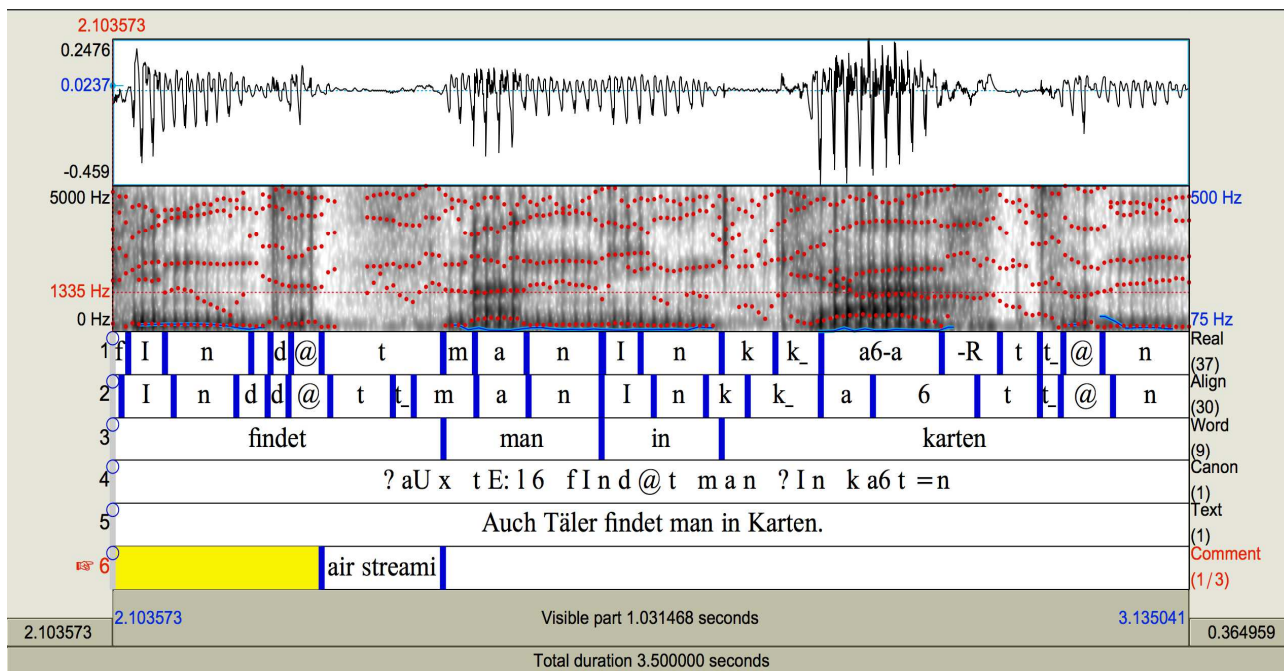 2.103573
0.2476
0.0237
-0.459
5000 Hz
500 Hz
1335 Hz
0 Hz
75 Hz
1 f I n d @ t m a n I n k k_ a6-a -R t t_ @ n Real (37)
2 I n d d @ t t_ m a n I n k k_ a 6 t t_ @ n Align (30)
3 findet man in karten Word (9)
4 ? aU x t E: l 6 f I n d @ t m a n ? I n k a6 t =n Canon (1)
5 Auch Täler findet man in Karten. Text (1)
6 air streami Comment (1/3)
2.103573 Visible part 1.031468 seconds 3.135041
2.103573 0.364959
Total duration 3.500000 seconds